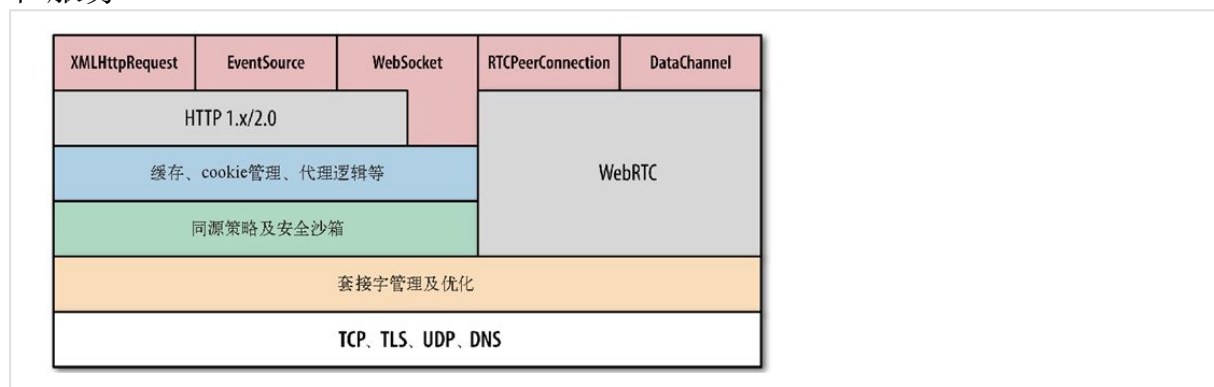 XMLHttpRequest EventSource WebSocket RTCPeerConnection DataChannel
HTTP 1.x/2.0
缓存、cookie管理、代理逻辑等
WebRTC
同源策略及安全沙箱
套接字管理及优化
TCP、TLS、UDP、DNS